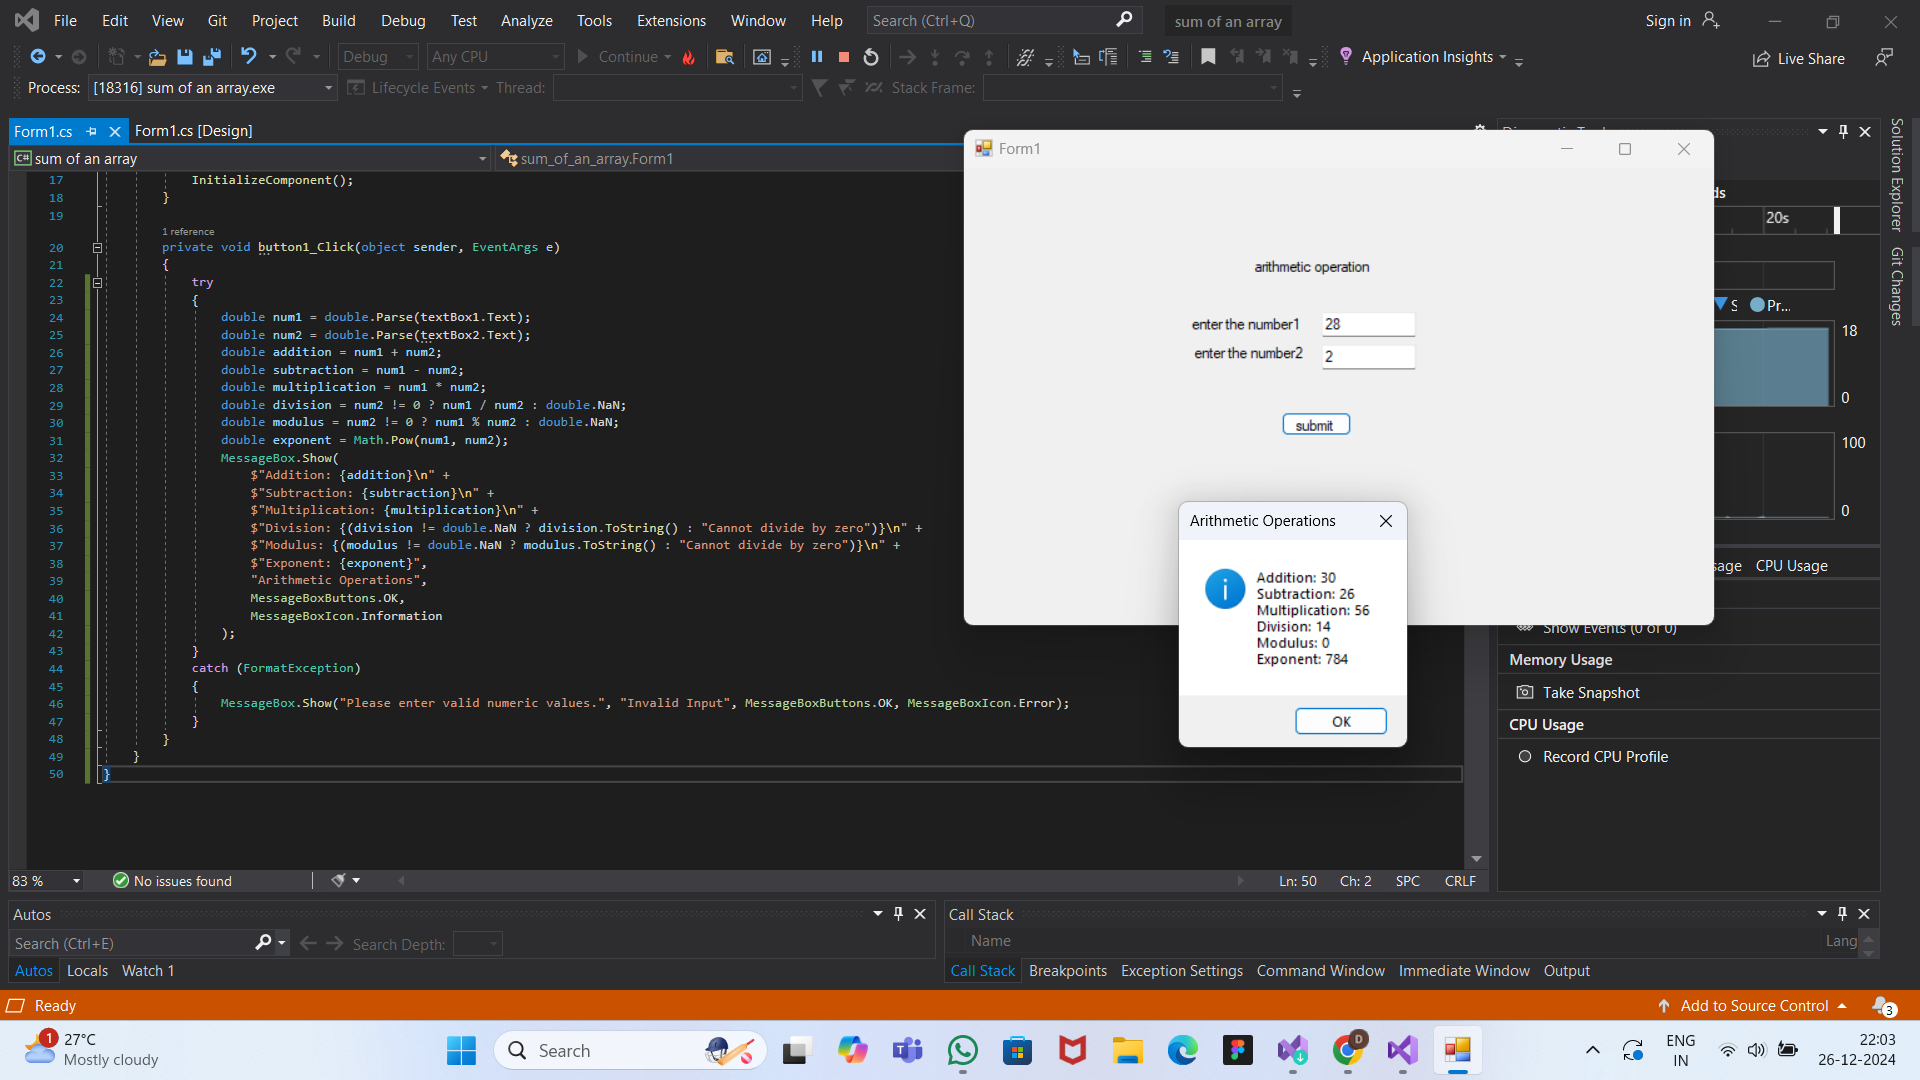 File Edit View Git Project Build Debug Test Analyze Tools Extensions Window Help Search (Ctrl+Q) sum of an array Sign in
Debug Any CPU Continue Application Insights Live Share
Process: [18316] sum of an array.exe Lifecycle Events Thread: Stack Frame:
Form1.cs Form1.cs [Design]
sum of an array sum_of_an_array.Form1
17 InitializeComponent();
18 }
19
1 reference
20 private void button1_Click(object sender, EventArgs e)
21 {
22 try
23 {
24 double num1 = double.Parse(textBox1.Text);
25 double num2 = double.Parse(textBox2.Text);
26 double addition = num1 + num2;
27 double subtraction = num1 - num2;
28 double multiplication = num1 * num2;
29 double division = num2 != 0 ? num1 / num2 : double.NaN;
30 double modulus = num2 != 0 ? num1 % num2 : double.NaN;
31 double exponent = Math.Pow(num1, num2);
32 MessageBox.Show(
33 $"Addition: {addition}\n" +
34 $"Subtraction: {subtraction}\n" +
35 $"Multiplication: {multiplication}\n" +
36 $"Division: {(division != double.NaN ? division.ToString() : "Cannot divide by zero")}\n" +
37 $"Modulus: {(modulus != double.NaN ? modulus.ToString() : "Cannot divide by zero")}\n" +
38 $"Exponent: {exponent}",
39 "Arithmetic Operations",
40 MessageBoxButtons.OK,
41 MessageBoxIcon.Information
42 );
43 }
44 catch (FormatException)
45 {
46 MessageBox.Show("Please enter valid numeric values.", "Invalid Input", MessageBoxButtons.OK, MessageBoxIcon.Error);
47 }
48 }
49 }
50 }
83 % No issues found Ln: 50 Ch: 2 SPC CRLF
Form1
arithmetic operation
enter the number1 28
enter the number2 2
submit
Arithmetic Operations
Addition: 30
Subtraction: 26
Multiplication: 56
Division: 14
Modulus: 0
Exponent: 784
OK
ds
20s
S Pr...
18
0
100
0
sage CPU Usage
Show Events (0 of 0)
Memory Usage
Take Snapshot
CPU Usage
Record CPU Profile
Solution Explorer
Git Changes
Autos
Search (Ctrl+E) Search Depth:
Autos Locals Watch 1
Call Stack
Name Lang
Call Stack Breakpoints Exception Settings Command Window Immediate Window Output
Ready Add to Source Control 3
1 27°C
Mostly cloudy
Search
D
ENG
IN
22:03
26-12-2024